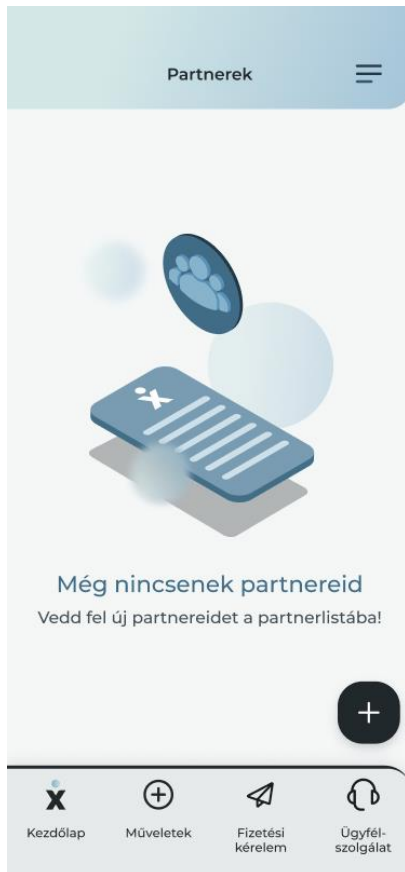 Partnerek
Még nincsenek partnereid
Vedd fel új partnereidet a partnerlistába!
Kezdőlap
Műveletek
Fizetési
kérelem
Ügyfél-
szolgálat